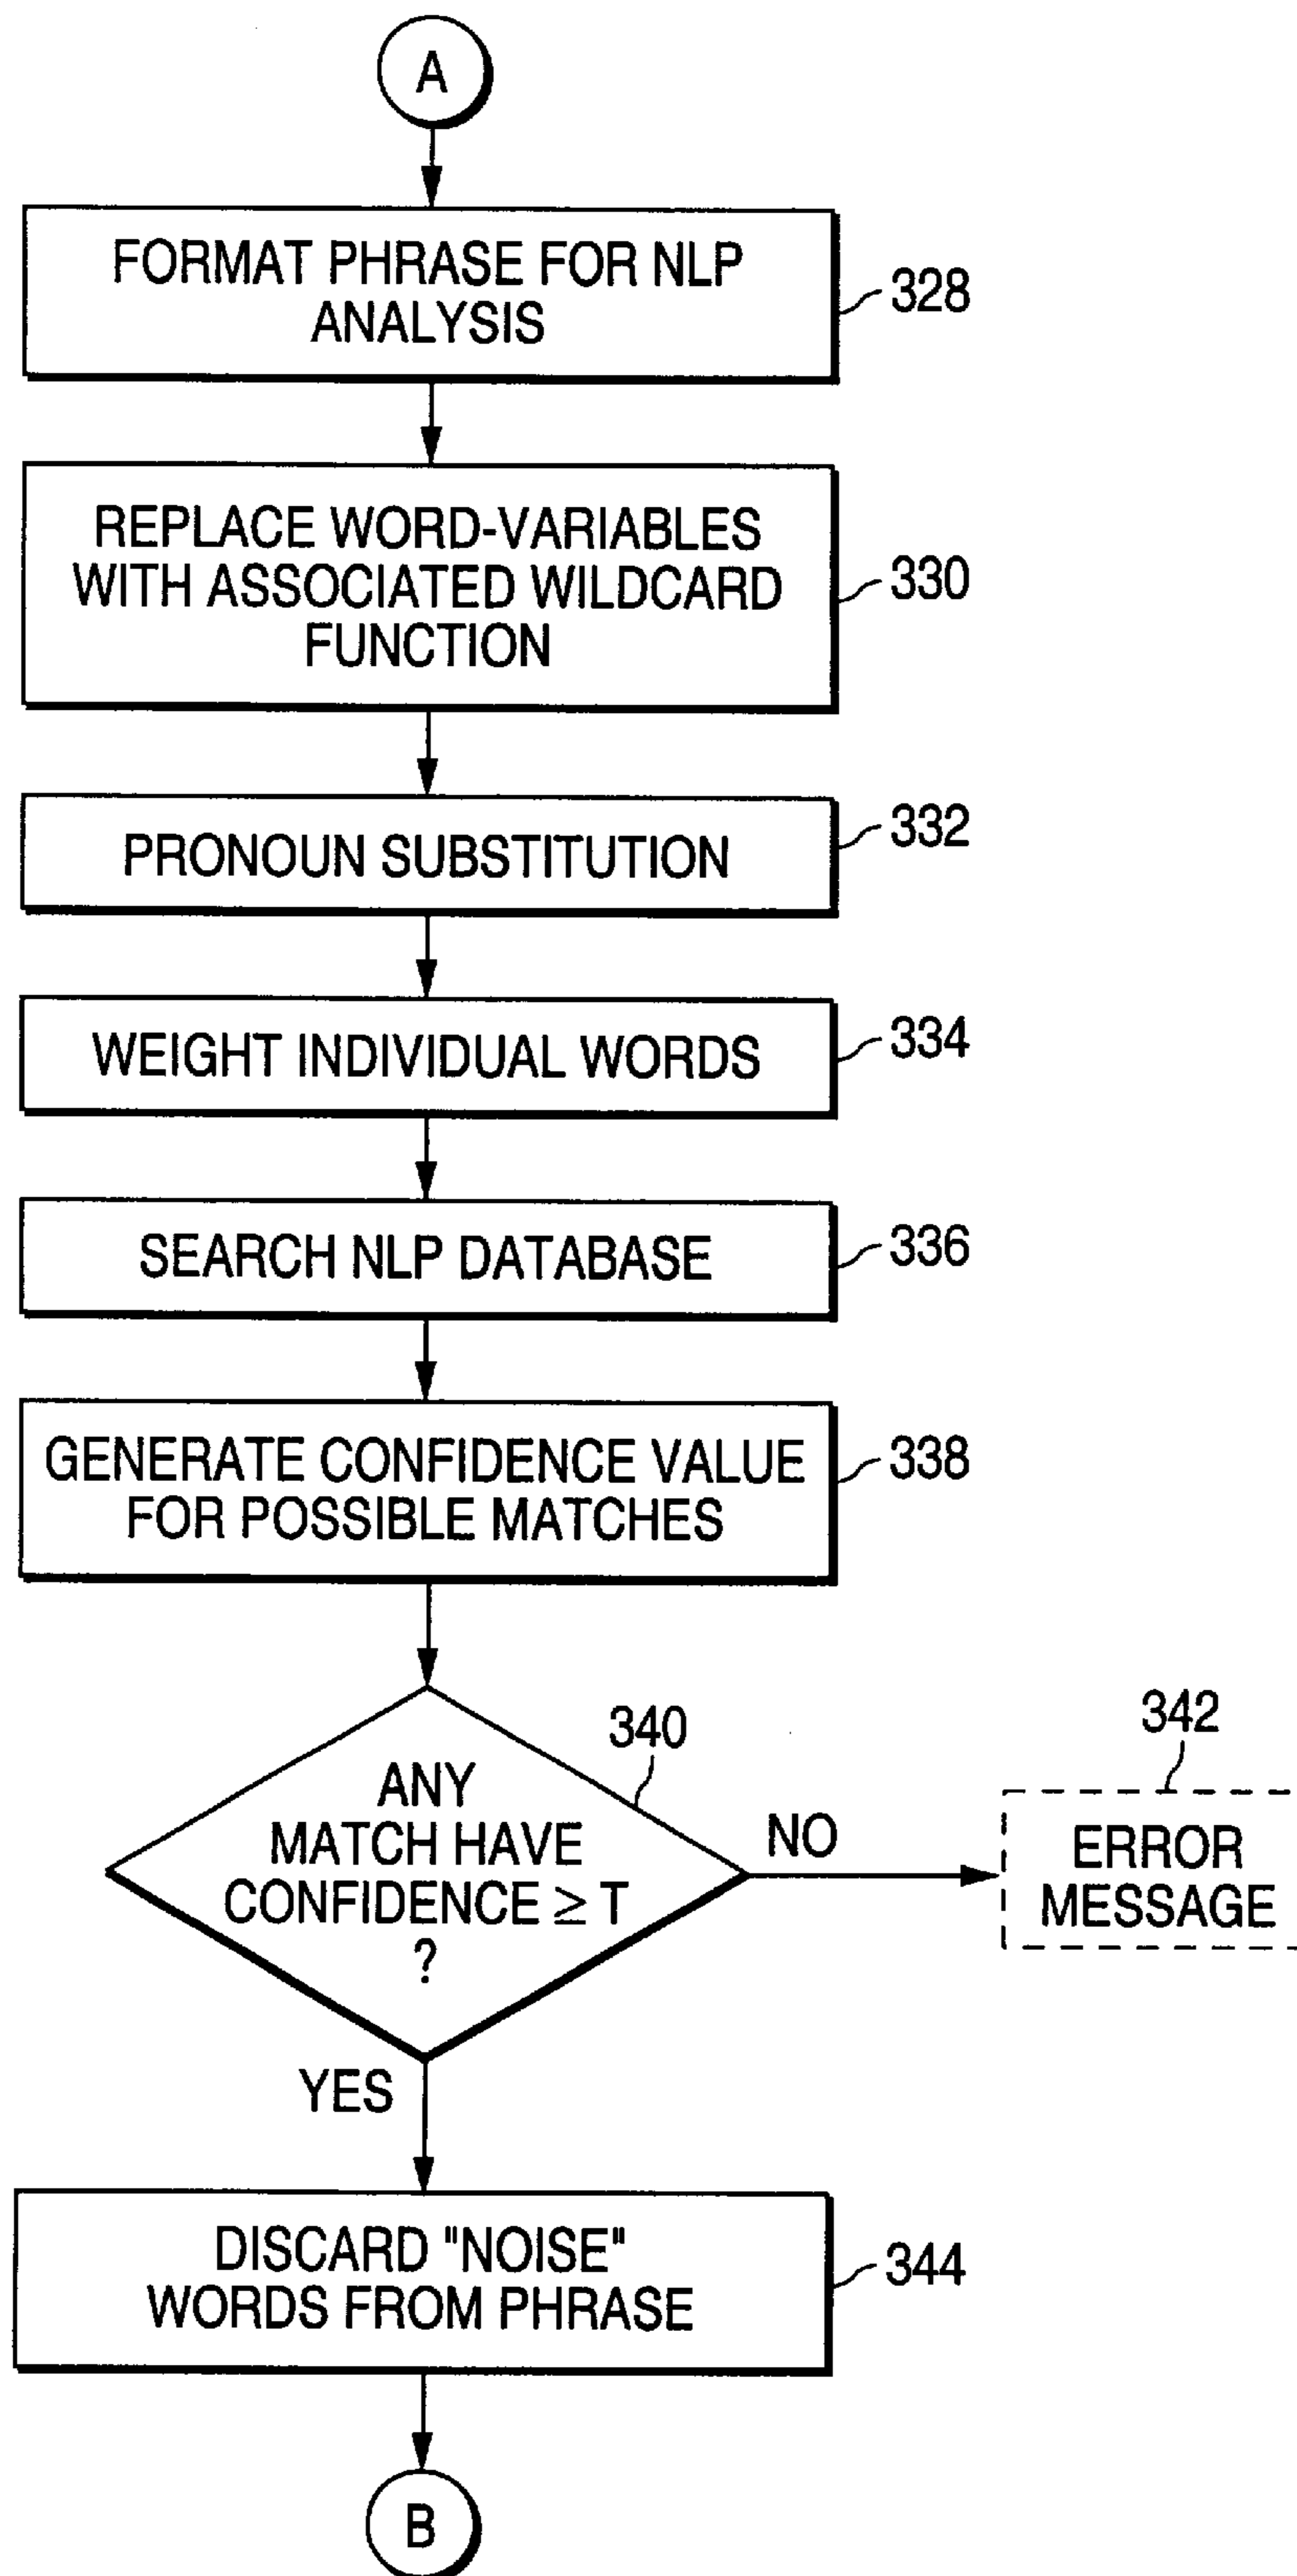 A
FORMAT PHRASE FOR NLP
ANALYSIS
328
REPLACE WORD-VARIABLES
WITH ASSOCIATED WILDCARD
FUNCTION
330
PRONOUN SUBSTITUTION
332
WEIGHT INDIVIDUAL WORDS
334
SEARCH NLP DATABASE
336
GENERATE CONFIDENCE VALUE
FOR POSSIBLE MATCHES
338
ANY
MATCH HAVE
CONFIDENCE ≥ T
?
340
NO
342
ERROR
MESSAGE
YES
DISCARD "NOISE"
WORDS FROM PHRASE
344
B